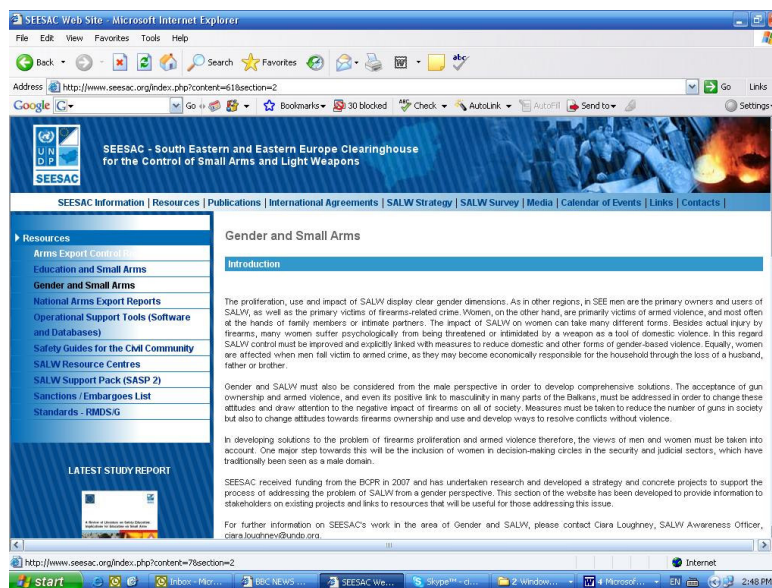 SEESAC Web Site - Microsoft Internet Explorer
File Edit View Favorites Tools Help
Back Search Favorites
Address http://www.seesac.org/index.php?content=61&section=2 Go Links
Google G Go Bookmarks 30 blocked Check AutoLink AutoFill Send to Settings
UN
DP
SEESAC
SEESAC - South Eastern and Eastern Europe Clearinghouse
for the Control of Small Arms and Light Weapons
SEESAC Information | Resources | Publications | International Agreements | SALW Strategy | SALW Survey | Media | Calendar of Events | Links | Contacts |
Resources
Arms Export Control
Education and Small Arms
Gender and Small Arms
National Arms Export Reports
Operational Support Tools (Software
and Databases)
Safety Guides for the Civil Community
SALW Resource Centres
SALW Support Pack (SASP 2)
Sanctions / Embargoes List
Standards - RMDS/G
LATEST STUDY REPORT
Gender and Small Arms
Introduction
The proliferation, use and impact of SALW display clear gender dimensions. As in other regions, in SEE men are the primary owners and users of
SALW, as well as the primary victims of firearms-related crime. Women, on the other hand, are primarily victims of armed violence, and most often
at the hands of family members or intimate partners. The impact of SALW on women can take many different forms. Besides actual injury by
firearms, many women suffer psychologically from being threatened or intimidated by a weapon as a tool of domestic violence. In this regard
SALW control must be improved and explicitly linked with measures to reduce domestic and other forms of gender-based violence. Equally, women
are affected when men fall victim to armed crime, as they may become economically responsible for the household through the loss of a husband,
father or brother.
Gender and SALW must also be considered from the male perspective in order to develop comprehensive solutions. The acceptance of gun
ownership and armed violence, and even its positive link to masculinity in many parts of the Balkans, must be addressed in order to change these
attitudes and draw attention to the negative impact of firearms on all of society. Measures must be taken to reduce the number of guns in society
but also to change attitudes towards firearms ownership and use and develop ways to resolve conflicts without violence.
In developing solutions to the problem of firearms proliferation and armed violence therefore, the views of men and women must be taken into
account. One major step towards this will be the inclusion of women in decision-making circles in the security and judicial sectors, which have
traditionally been seen as a male domain.
SEESAC received funding from the BCPR in 2007 and has undertaken research and developed a strategy and concrete projects to support the
process of addressing the problem of SALW from a gender perspective. This section of the website has been developed to provide information to
stakeholders on existing projects and links to resources that will be useful for those addressing this issue.
For further information on SEESAC's work in the area of Gender and SALW, please contact Ciara Loughney, SALW Awareness Officer,
ciara.loughney@undp.org.
http://www.seesac.org/index.php?content=7&section=2 Internet
start Inbox - Micr... BBC NEWS ... SEESAC We... Skype™ - ci... 2 Window... 4 Microsof... EN 2:48 PM